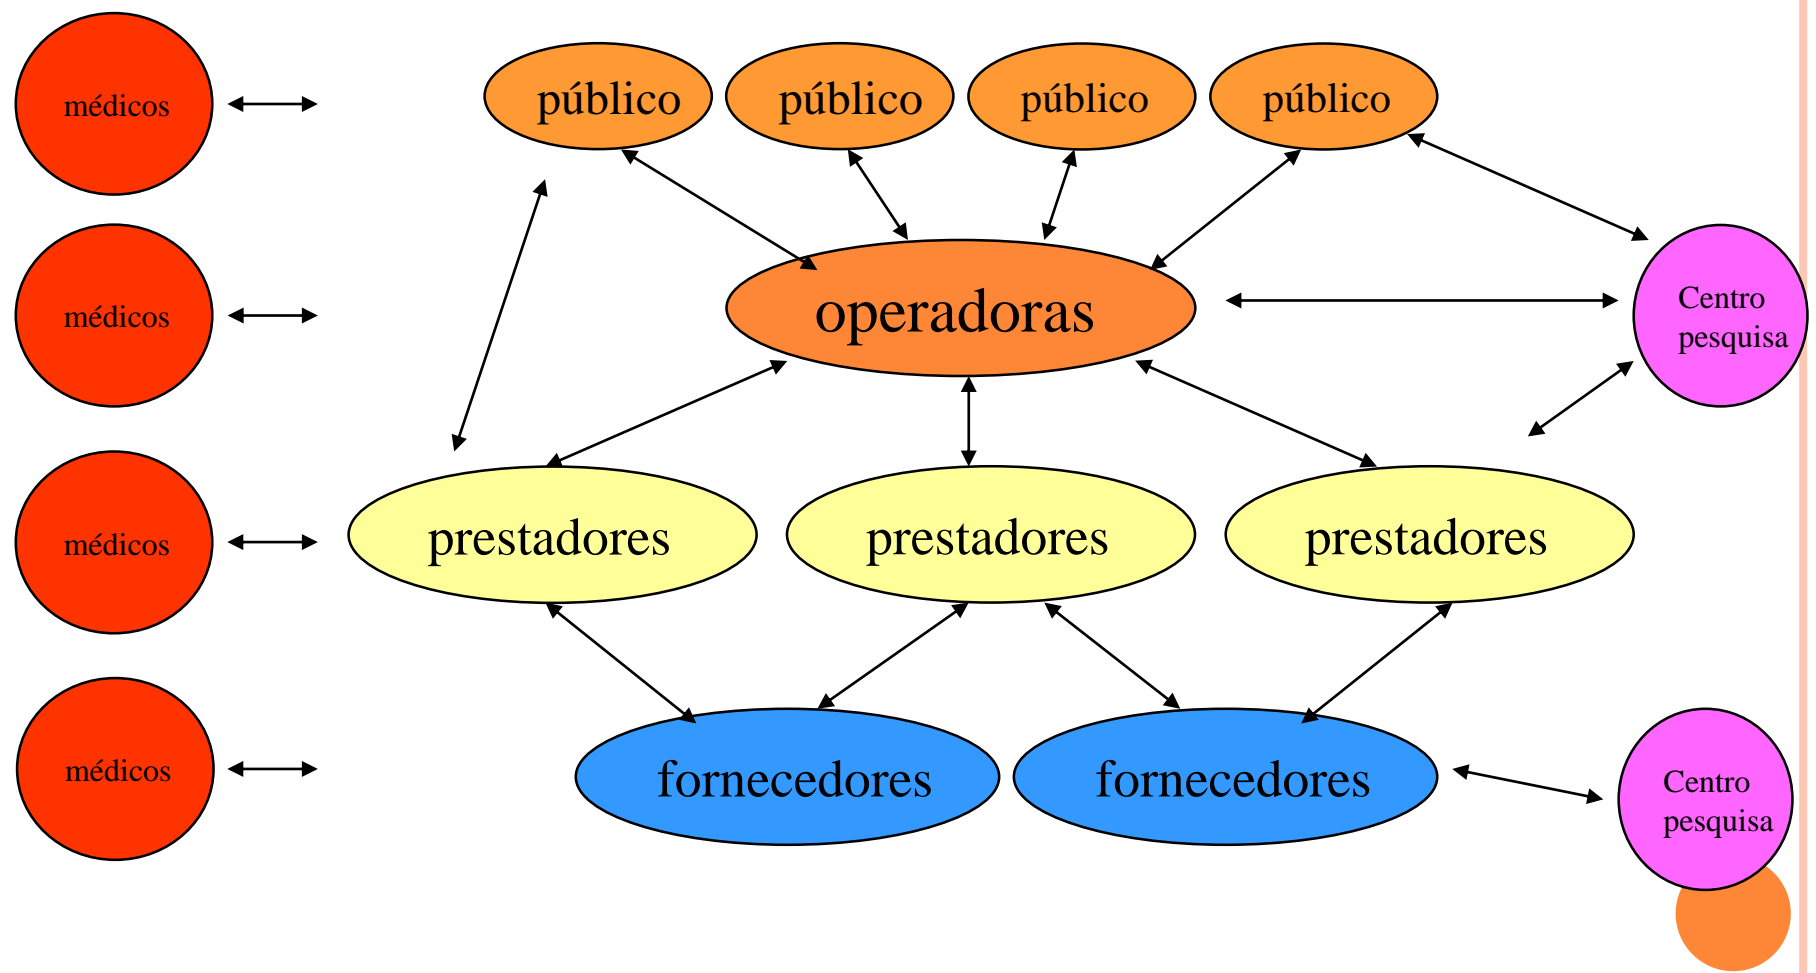 médicos
público
público
público
público
médicos
operadoras
Centro
pesquisa
médicos
prestadores
prestadores
prestadores
médicos
fornecedores
fornecedores
Centro
pesquisa